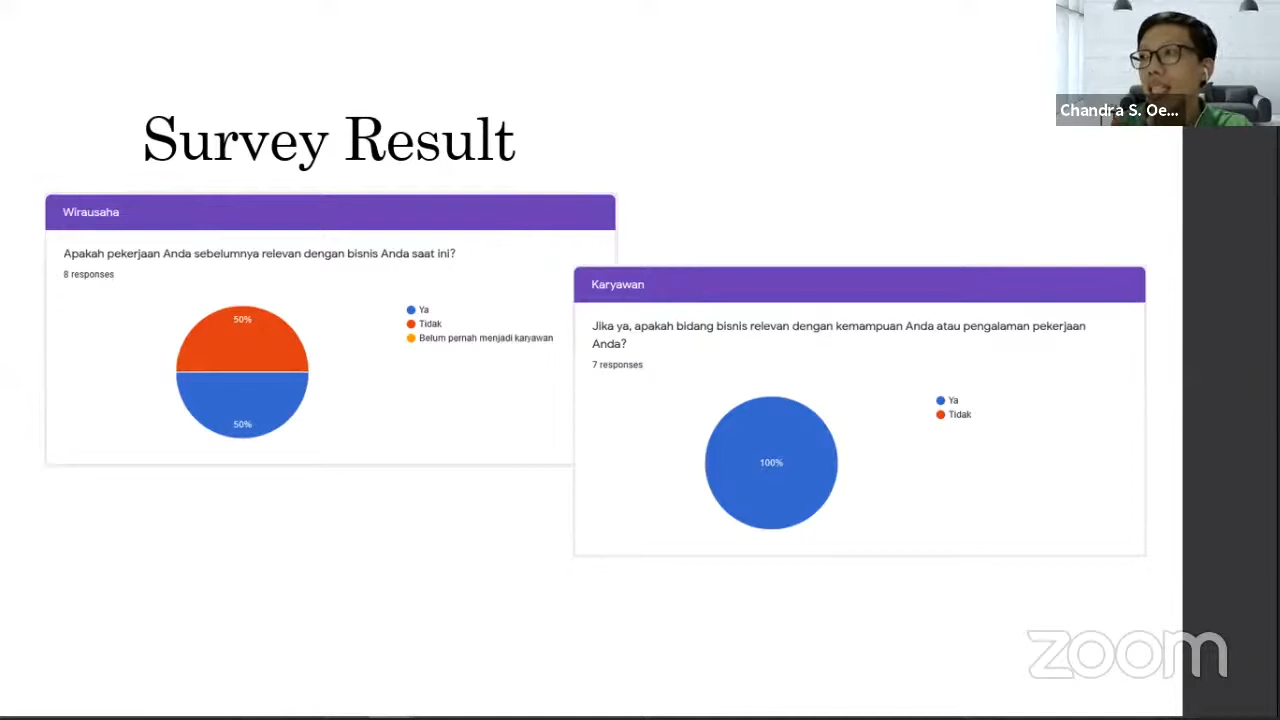 Chandra S. Oe...
Survey Result
Wirausaha
Apakah pekerjaan Anda sebelumnya relevan dengan bisnis Anda saat ini?
8 responses
50%
50%
Ya
Tidak
Belum pernah menjadi karyawan
Karyawan
Jika ya, apakah bidang bisnis relevan dengan kemampuan Anda atau pengalaman pekerjaan
Anda?
7 responses
100%
Ya
Tidak
zoom